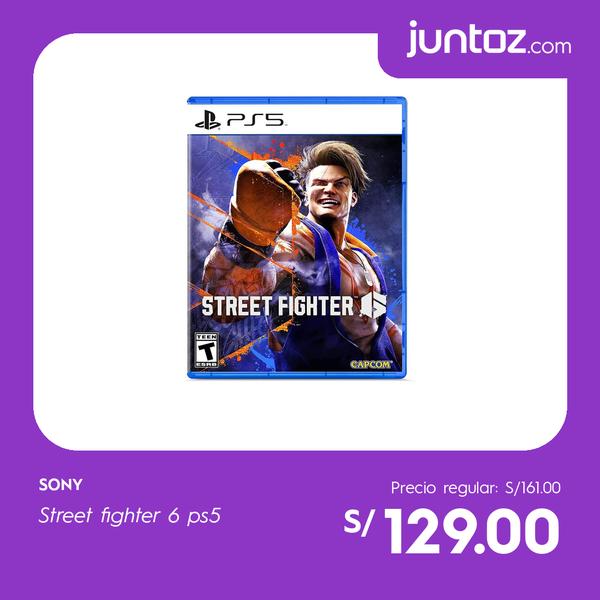 juntoz.com
PS5
STREET FIGHTER 6
TEEN
T
ESRB
CAPCOM
SONY
Street fighter 6 ps5
Precio regular: S/161.00
S/ 129.00